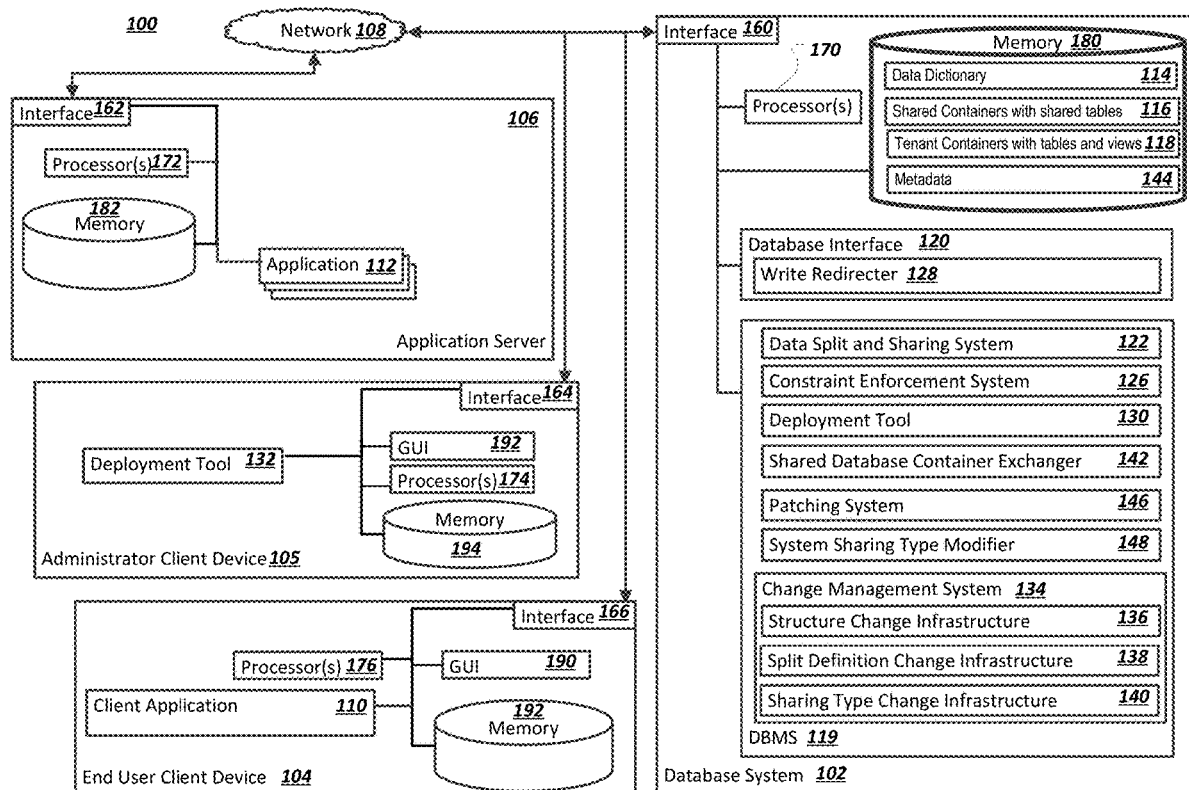 100
Network 108
Interface 162
106
Processor(s) 172
182
Memory
Application 112
Application Server
Interface 164
GUI 192
Deployment Tool 132
Processor(s) 174
Memory
194
Administrator Client Device 105
Interface 166
Processor(s) 176
GUI 190
Client Application 110
192
Memory
End User Client Device 104
Interface 160
170
Processor(s)
Memory 180
Data Dictionary 114
Shared Containers with shared tables 116
Tenant Containers with tables and views 118
Metadata 144
Database Interface 120
Write Redirecter 128
Data Split and Sharing System 122
Constraint Enforcement System 126
Deployment Tool 130
Shared Database Container Exchanger 142
Patching System 146
System Sharing Type Modifier 148
Change Management System 134
Structure Change Infrastructure 136
Split Definition Change Infrastructure 138
Sharing Type Change Infrastructure 140
DBMS 119
Database System 102